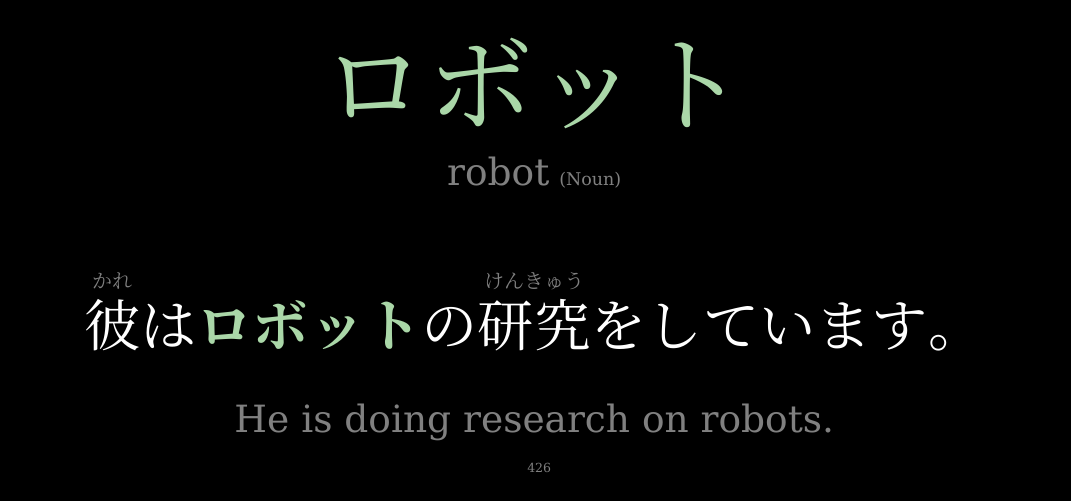 ロボット
robot (Noun)
かれ けんきゅう
彼はロボットの研究をしています。
He is doing research on robots.
426